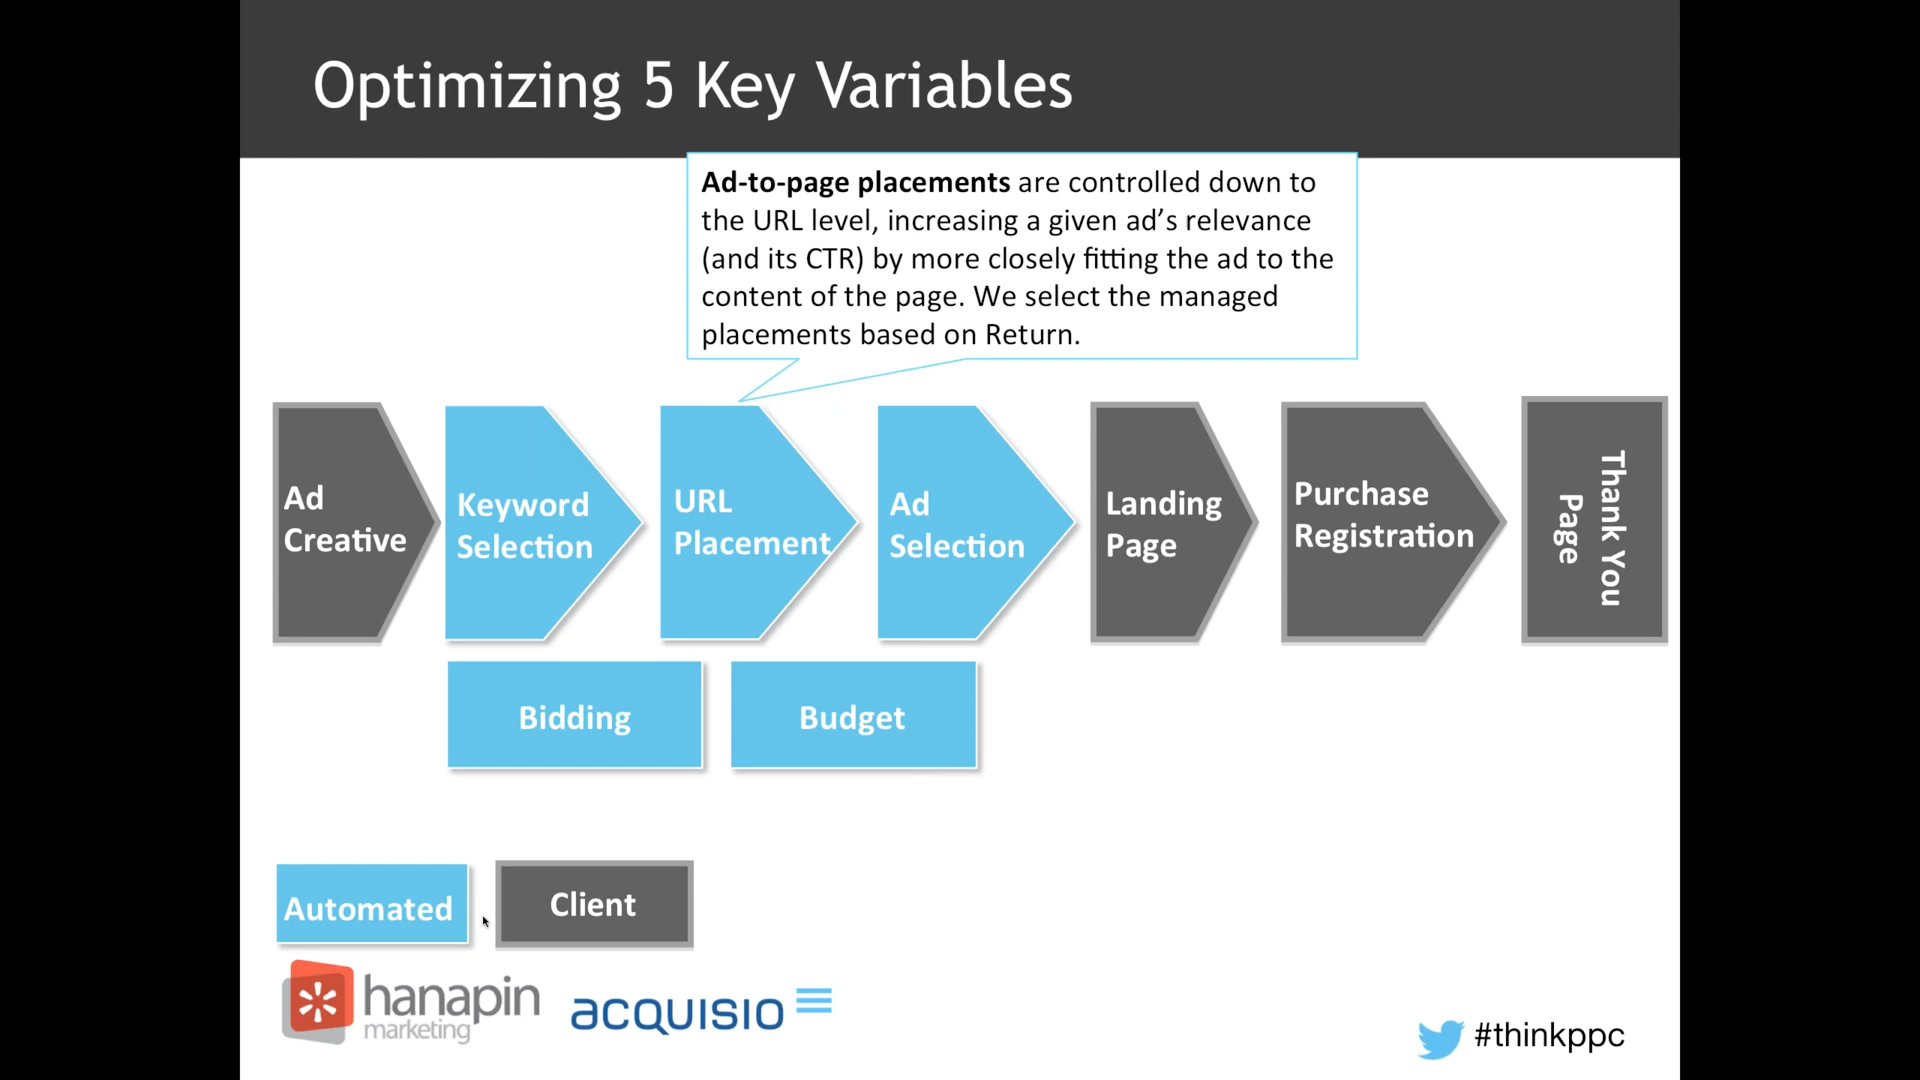 Optimizing 5 Key Variables
Ad-to-page placements are controlled down to
the URL level, increasing a given ad’s relevance
(and its CTR) by more closely fitting the ad to the
content of the page. We select the managed
placements based on Return.
Ad
Creative
Keyword
Selection
URL
Placement
Ad
Selection
Landing
Page
Purchase
Registration
Thank You
Page
Bidding
Budget
Automated
Client
hanapin
marketing
acquisio
#thinkppc